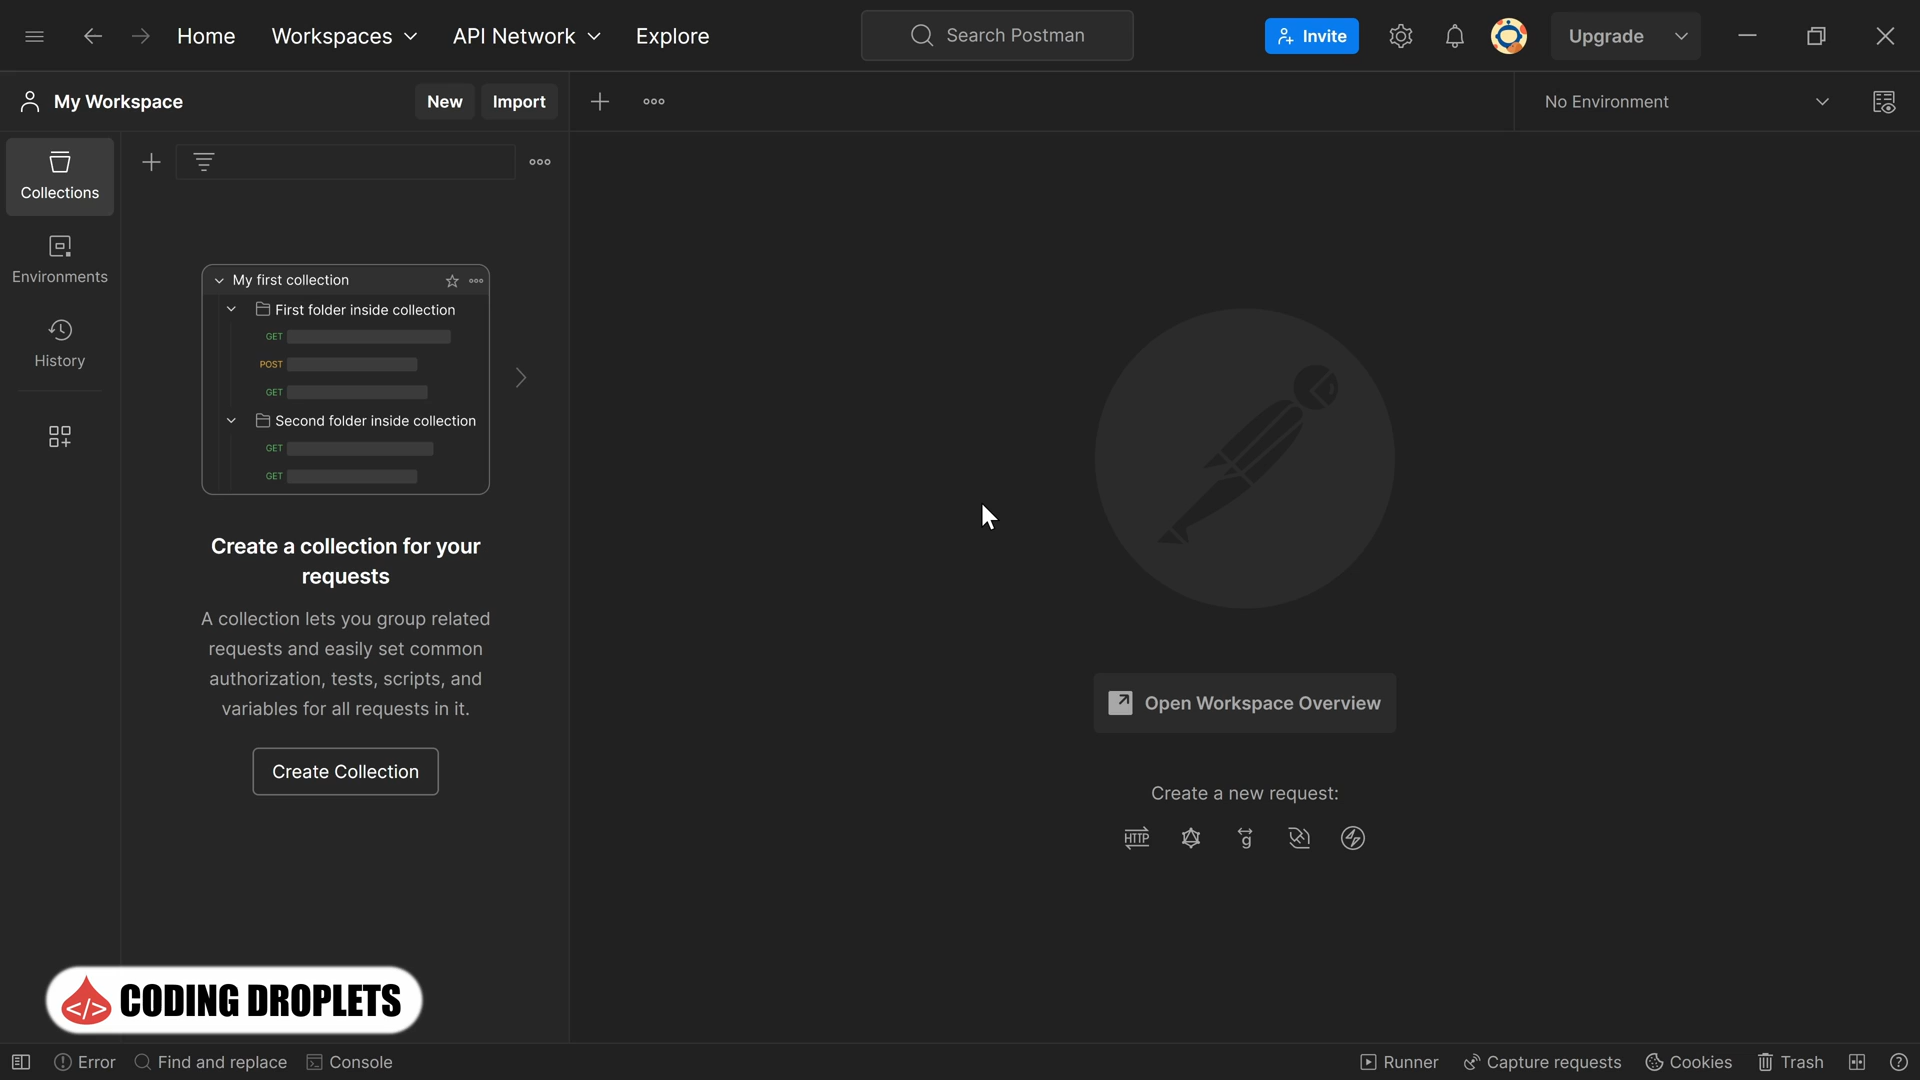 Home
Workspaces
API Network
Explore
Search Postman
Invite
Upgrade
My Workspace
New
Import
No Environment
Collections
Environments
History
My first collection
First folder inside collection
GET
POST
GET
Second folder inside collection
GET
GET
Create a collection for your
requests
A collection lets you group related
requests and easily set common
authorization, tests, scripts, and
variables for all requests in it.
Create Collection
Open Workspace Overview
Create a new request:
HTTP
g
</> CODING DROPLETS
Error
Find and replace
Console
Runner
Capture requests
Cookies
Trash